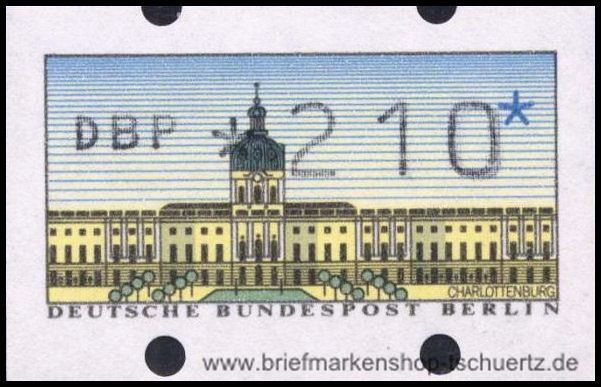 DBP *210*
CHARLOTTENBURG
DEUTSCHE BUNDESPOST BERLIN
www.briefmarkenshop-tschuertz.de